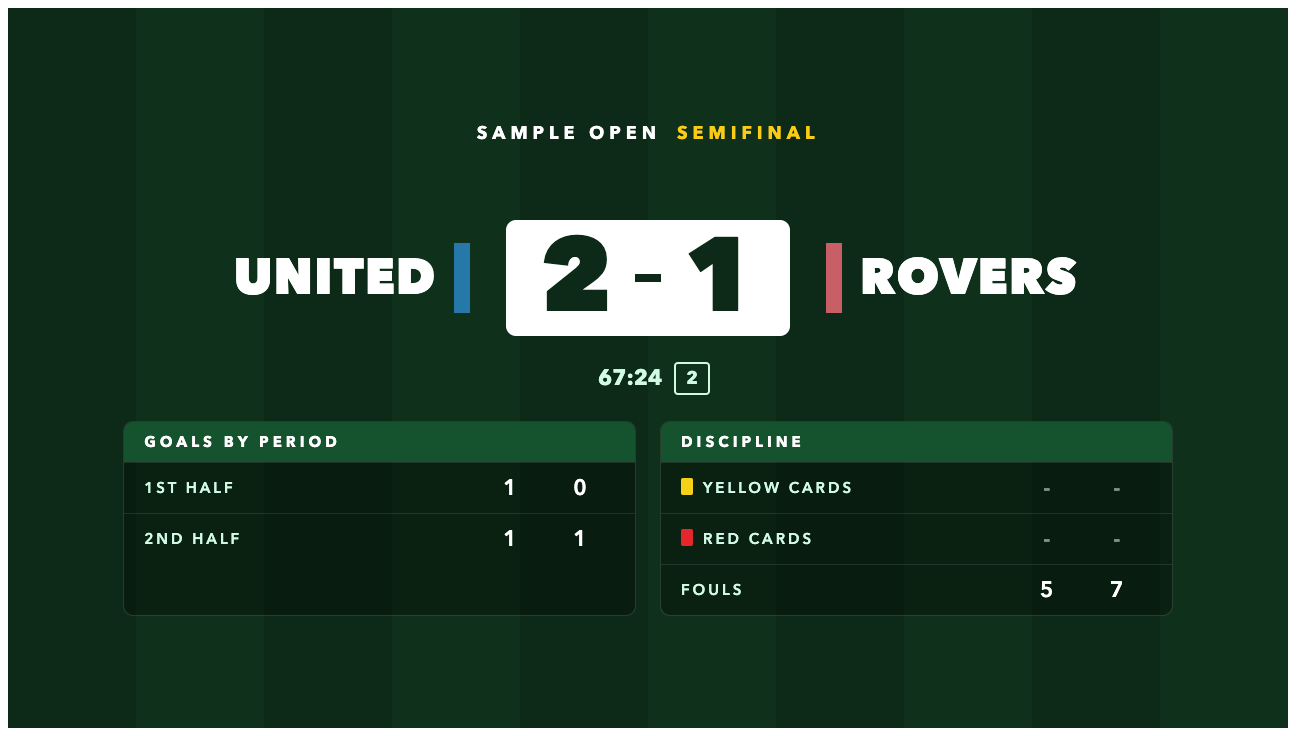 SAMPLE OPEN SEMIFINAL
UNITED 2 - 1 ROVERS
67:24 2
GOALS BY PERIOD
1ST HALF 1 0
2ND HALF 1 1
DISCIPLINE
YELLOW CARDS - -
RED CARDS - -
FOULS 5 7